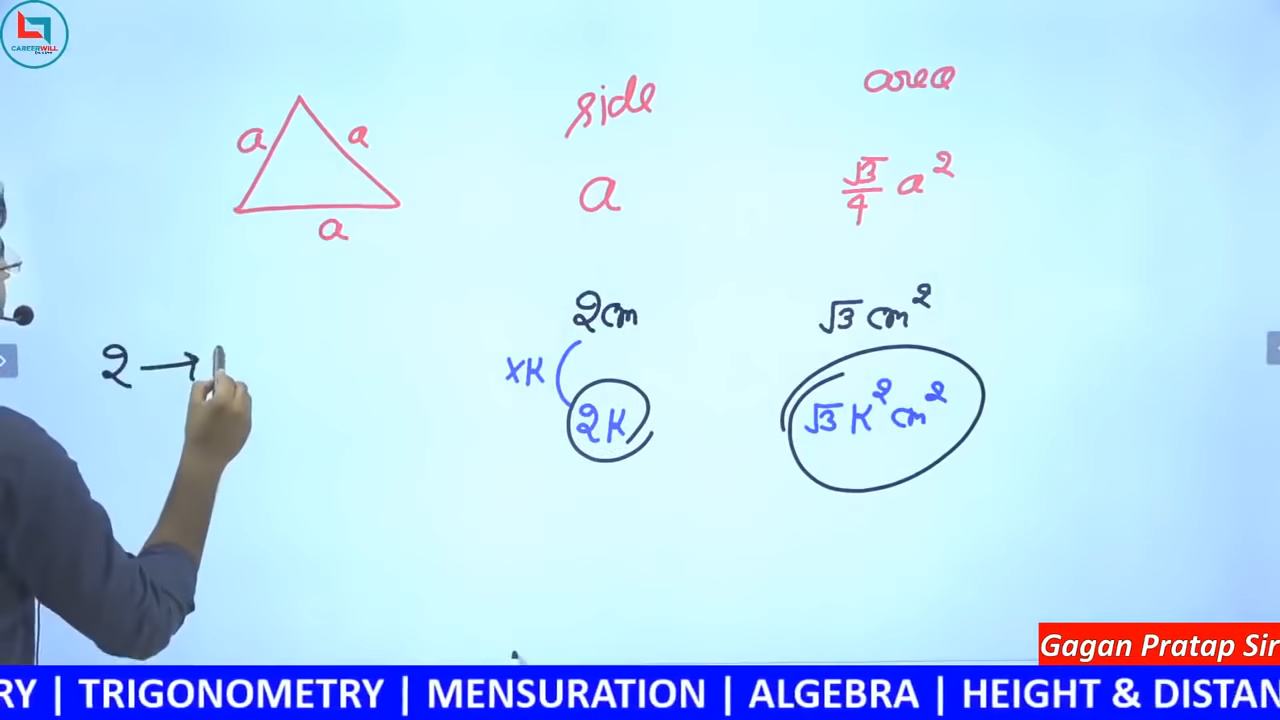 CAREERWILL
side
area
a
a
a
a
√3/4 a²
2cm
√3 cm²
xK
2K
√3 K² cm²
2 →
Gagan Pratap Sir
RY | TRIGONOMETRY | MENSURATION | ALGEBRA | HEIGHT & DISTAN